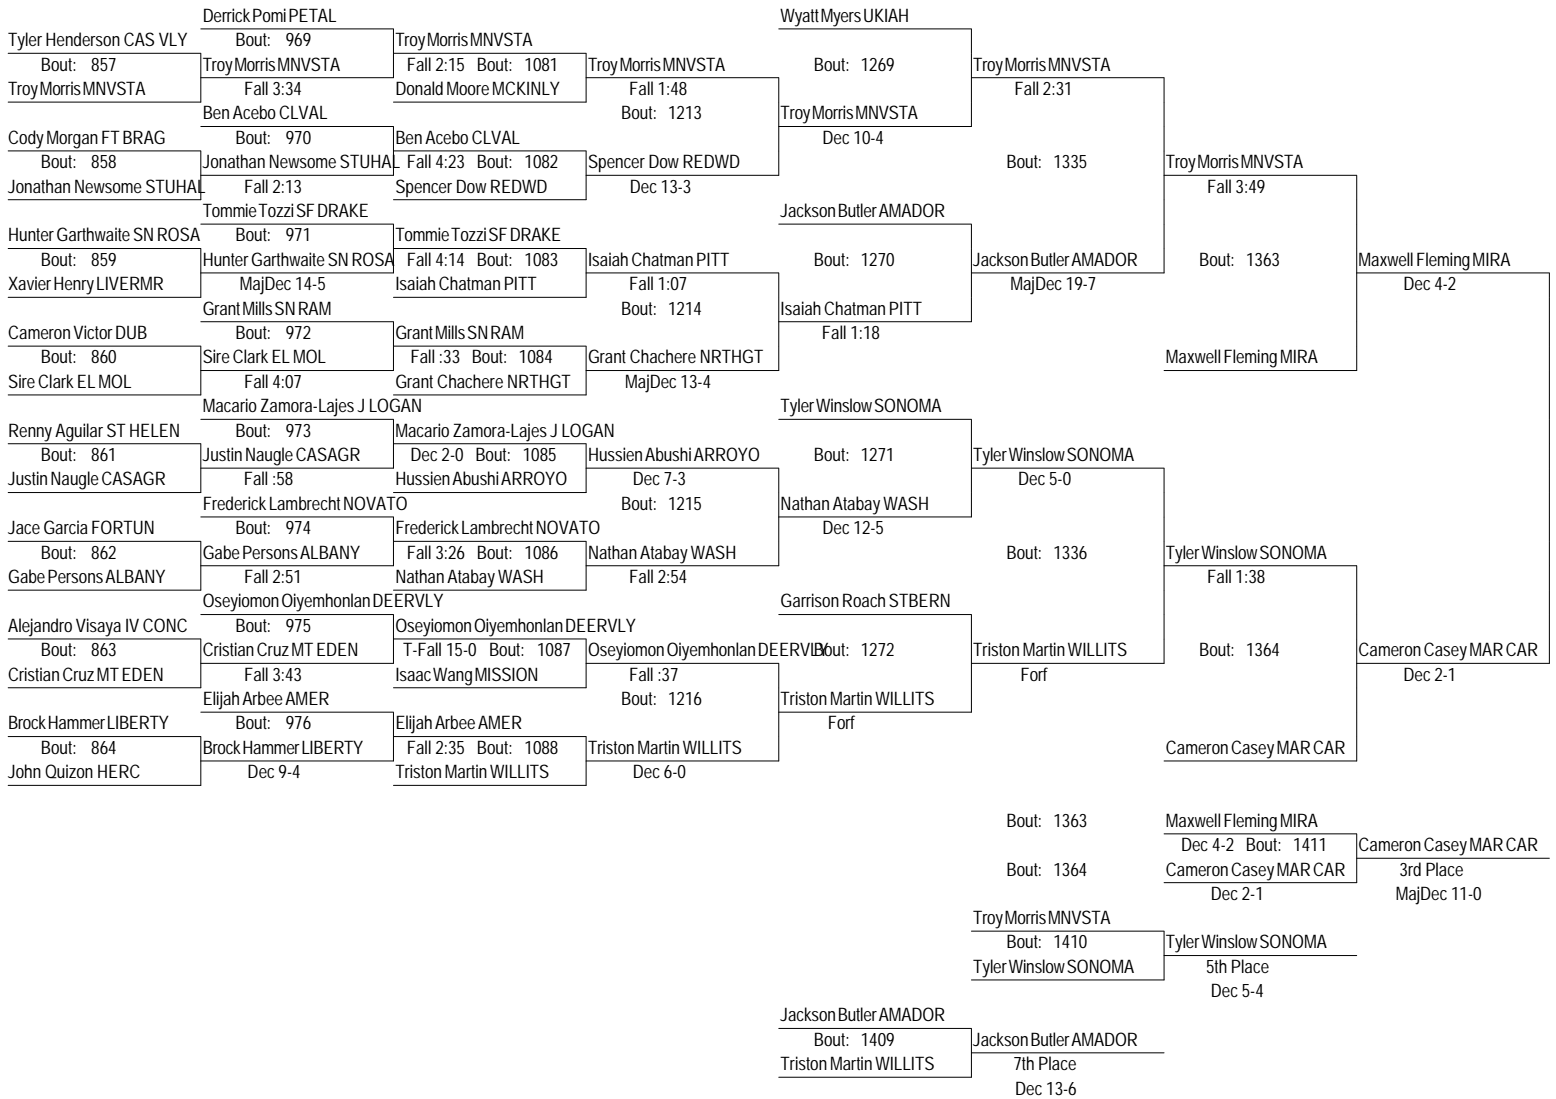 Derrick Pomi PETAL Wyatt Myers UKIAH
Tyler Henderson CAS VLY Bout: 969 Troy Morris MNVSTA
Bout: 857 Troy Morris MNVSTA Fall 2:15 Bout: 1081 Troy Morris MNVSTA Bout: 1269 Troy Morris MNVSTA
Troy Morris MNVSTA Fall 3:34 Donald Moore MCKINLY Fall 1:48 Fall 2:31
Ben Acebo CLVAL Bout: 1213 Troy Morris MNVSTA
Cody Morgan FT BRAG Bout: 970 Ben Acebo CLVAL Dec 10-4
Bout: 858 Jonathan Newsome STUHAL Fall 4:23 Bout: 1082 Spencer Dow REDWD Bout: 1335 Troy Morris MNVSTA
Jonathan Newsome STUHAL Fall 2:13 Spencer Dow REDWD Dec 13-3 Fall 3:49
Tommie Tozzi SF DRAKE Jackson Butler AMADOR
Hunter Garthwaite SN ROSA Bout: 971 Tommie Tozzi SF DRAKE
Bout: 859 Hunter Garthwaite SN ROSA Fall 4:14 Bout: 1083 Isaiah Chatman PITT Bout: 1270 Jackson Butler AMADOR Bout: 1363 Maxwell Fleming MIRA
Xavier Henry LIVERMR MajDec 14-5 Isaiah Chatman PITT Fall 1:07 MajDec 19-7 Dec 4-2
Grant Mills SN RAM Bout: 1214 Isaiah Chatman PITT
Cameron Victor DUB Bout: 972 Grant Mills SN RAM Fall 1:18
Bout: 860 Sire Clark EL MOL Fall :33 Bout: 1084 Grant Chachere NRTHGT Maxwell Fleming MIRA
Sire Clark EL MOL Fall 4:07 Grant Chachere NRTHGT MajDec 13-4
Macario Zamora-Lajes J LOGAN Tyler Winslow SONOMA
Renny Aguilar ST HELEN Bout: 973 Macario Zamora-Lajes J LOGAN
Bout: 861 Justin Naugle CASAGR Dec 2-0 Bout: 1085 Hussien Abushi ARROYO Bout: 1271 Tyler Winslow SONOMA
Justin Naugle CASAGR Fall :58 Hussien Abushi ARROYO Dec 7-3 Dec 5-0
Frederick Lambrecht NOVATO Bout: 1215 Nathan Atabay WASH
Jace Garcia FORTUN Bout: 974 Frederick Lambrecht NOVATO Dec 12-5
Bout: 862 Gabe Persons ALBANY Fall 3:26 Bout: 1086 Nathan Atabay WASH Bout: 1336 Tyler Winslow SONOMA
Gabe Persons ALBANY Fall 2:51 Nathan Atabay WASH Fall 2:54 Fall 1:38
Oseyiomon Oiyemhonlan DEERVLY Garrison Roach STBERN
Alejandro Visaya IV CONC Bout: 975 Oseyiomon Oiyemhonlan DEERVLY
Bout: 863 Cristian Cruz MT EDEN T-Fall 15-0 Bout: 1087 Oseyiomon Oiyemhonlan DEERVLY Bout: 1272 Triston Martin WILLITS Bout: 1364 Cameron Casey MAR CAR
Cristian Cruz MT EDEN Fall 3:43 Isaac Wang MISSION Fall :37 Forf Dec 2-1
Elijah Arbee AMER Bout: 1216 Triston Martin WILLITS
Brock Hammer LIBERTY Bout: 976 Elijah Arbee AMER Forf
Bout: 864 Brock Hammer LIBERTY Fall 2:35 Bout: 1088 Triston Martin WILLITS Cameron Casey MAR CAR
John Quizon HERC Dec 9-4 Triston Martin WILLITS Dec 6-0
Bout: 1363 Maxwell Fleming MIRA
Dec 4-2 Bout: 1411 Cameron Casey MAR CAR
Bout: 1364 Cameron Casey MAR CAR 3rd Place
Dec 2-1 MajDec 11-0
Troy Morris MNVSTA
Bout: 1410 Tyler Winslow SONOMA
Tyler Winslow SONOMA 5th Place
Dec 5-4
Jackson Butler AMADOR
Bout: 1409 Jackson Butler AMADOR
Triston Martin WILLITS 7th Place
Dec 13-6